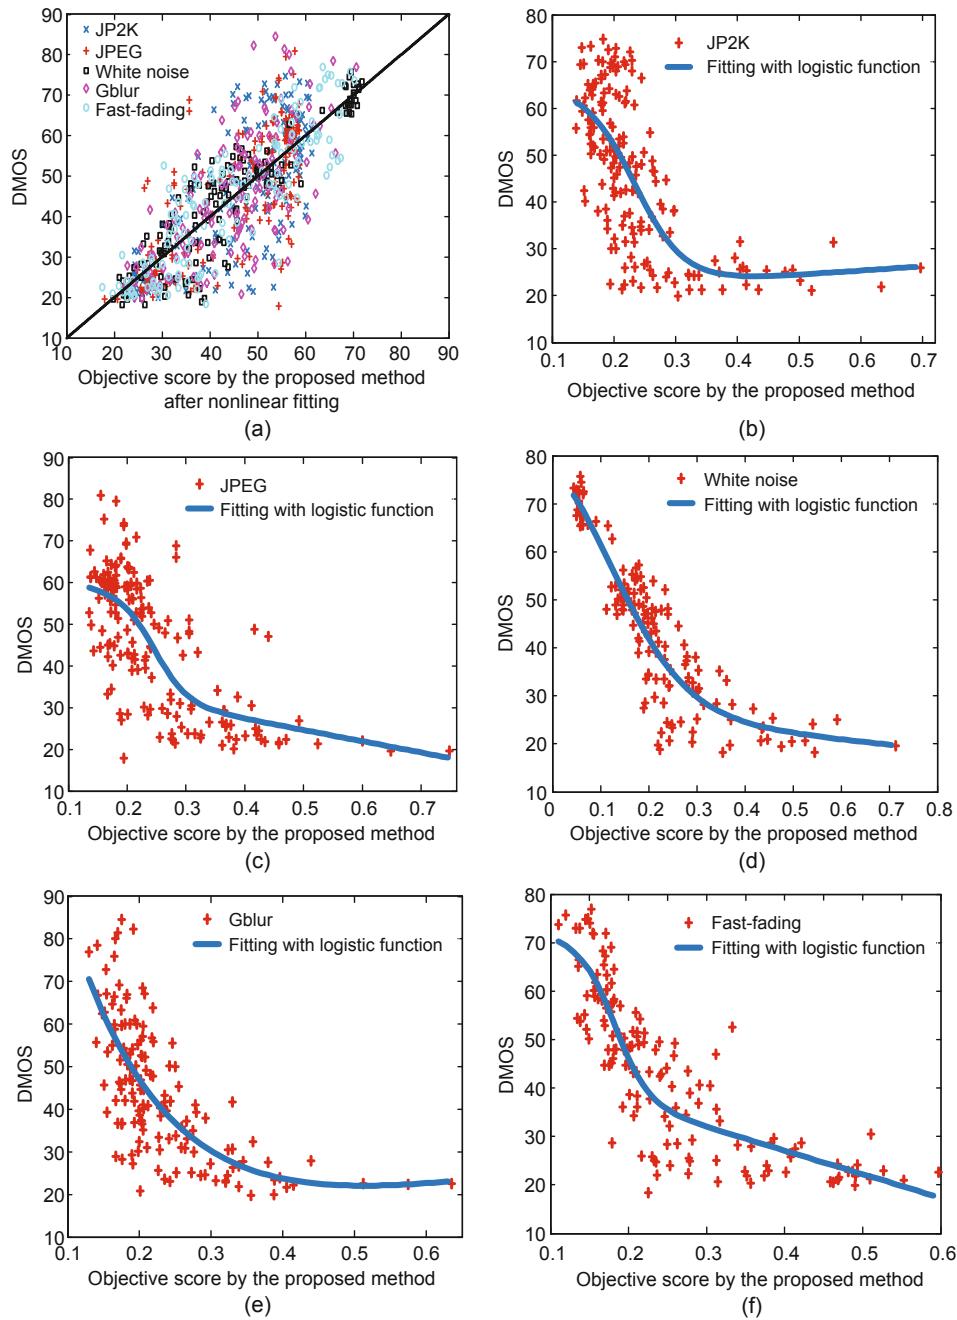 90
80
70
60
50
40
30
20
10
DMOS
JP2K
JPEG
White noise
Gblur
Fast-fading
10 20 30 40 50 60 70 80 90
Objective score by the proposed method
after nonlinear fitting
(a)
80
70
60
50
40
30
20
10
DMOS
JP2K
Fitting with logistic function
0.1 0.2 0.3 0.4 0.5 0.6 0.7
Objective score by the proposed method
(b)
90
80
70
60
50
40
30
20
10
DMOS
JPEG
Fitting with logistic function
0.1 0.2 0.3 0.4 0.5 0.6 0.7
Objective score by the proposed method
(c)
80
70
60
50
40
30
20
10
DMOS
White noise
Fitting with logistic function
0 0.1 0.2 0.3 0.4 0.5 0.6 0.7 0.8
Objective score by the proposed method
(d)
90
80
70
60
50
40
30
20
10
DMOS
Gblur
Fitting with logistic function
0.1 0.2 0.3 0.4 0.5 0.6
Objective score by the proposed method
(e)
80
70
60
50
40
30
20
10
DMOS
Fast-fading
Fitting with logistic function
0.1 0.2 0.3 0.4 0.5 0.6
Objective score by the proposed method
(f)